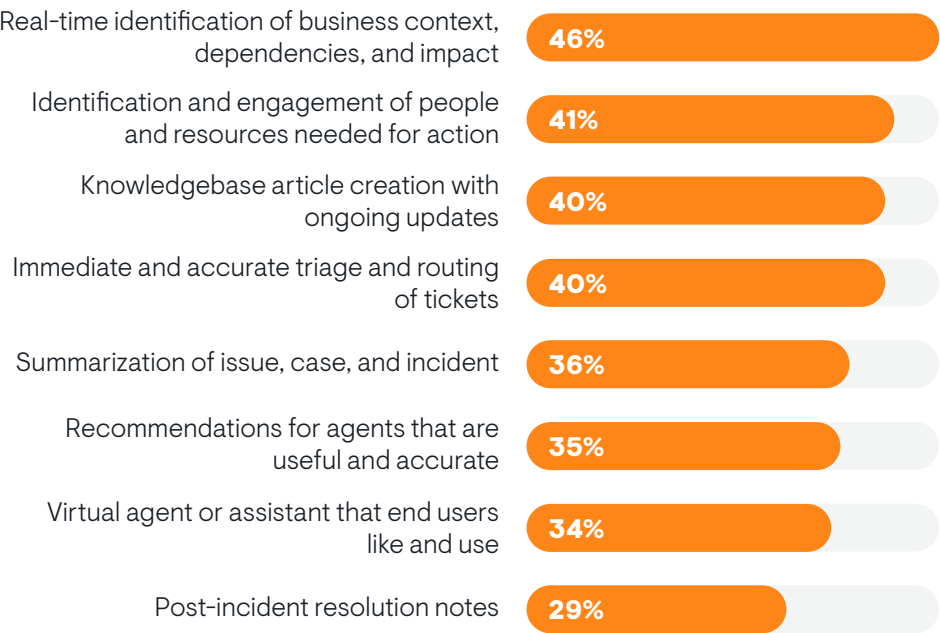 Real-time identification of business context,
dependencies, and impact
46%
Identification and engagement of people
and resources needed for action
41%
Knowledgebase article creation with
ongoing updates
40%
Immediate and accurate triage and routing
of tickets
40%
Summarization of issue, case, and incident
36%
Recommendations for agents that are
useful and accurate
35%
Virtual agent or assistant that end users
like and use
34%
Post-incident resolution notes
29%